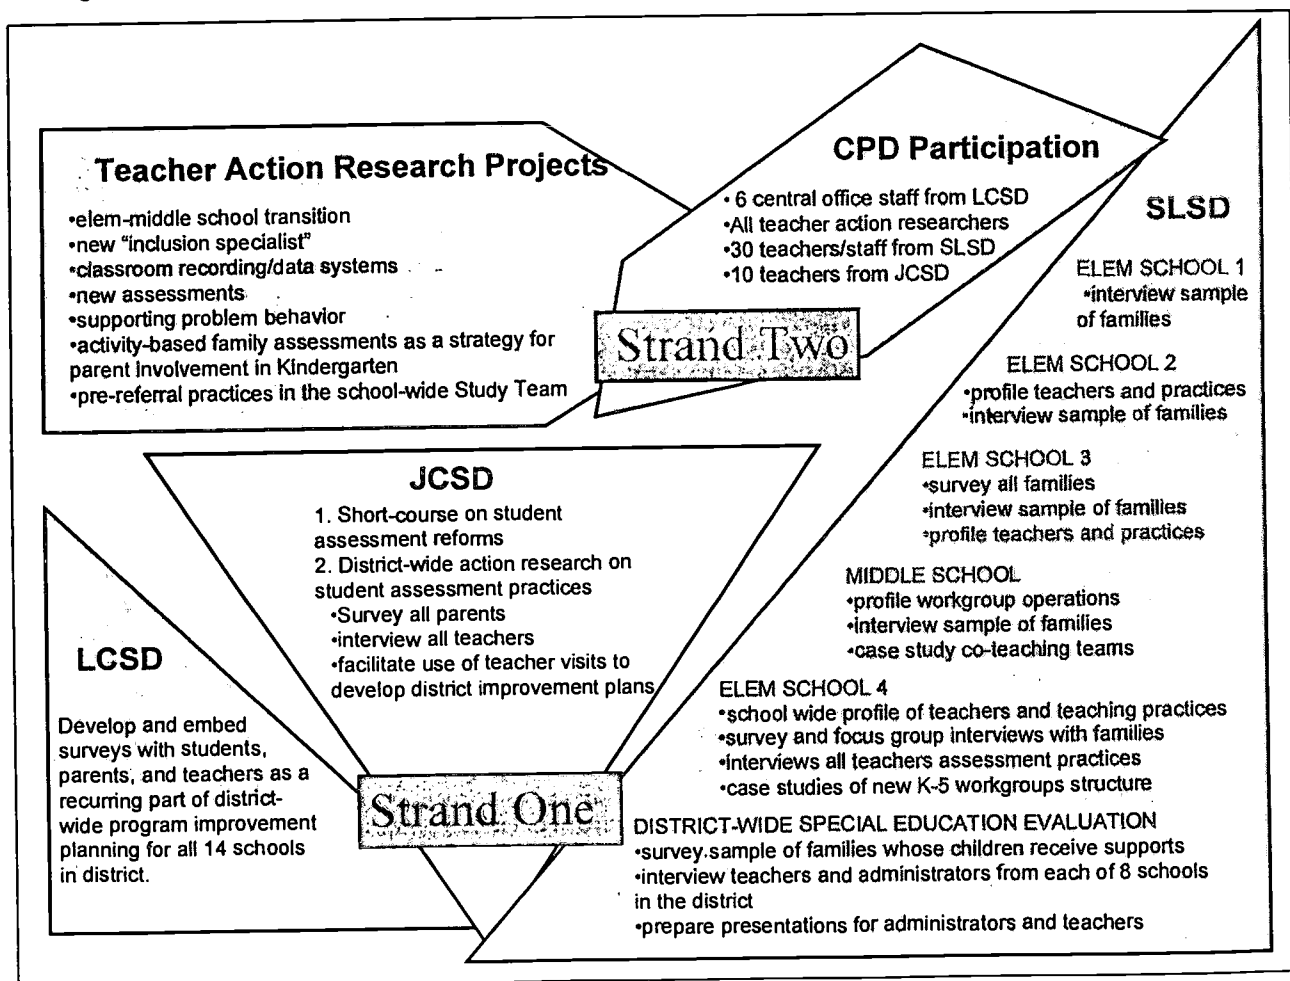 Teacher Action Research Projects
•elem-middle school transition
•new "inclusion specialist"
•classroom recording/data systems
•new assessments
•supporting problem behavior
•activity-based family assessments as a strategy for
parent involvement in Kindergarten
•pre-referral practices in the school-wide Study Team
CPD Participation
• 6 central office staff from LCSD
•All teacher action researchers
•30 teachers/staff from SLSD
•10 teachers from JCSD
Strand Two
SLSD
ELEM SCHOOL 1
•interview sample
of families
ELEM SCHOOL 2
•profile teachers and practices
•interview sample of families
ELEM SCHOOL 3
•survey all families
•interview sample of families
•profile teachers and practices
MIDDLE SCHOOL
•profile workgroup operations
•interview sample of families
•case study co-teaching teams
ELEM SCHOOL 4
•school wide profile of teachers and teaching practices
•survey and focus group interviews with families
•interviews all teachers assessment practices
•case studies of new K-5 workgroups structure
DISTRICT-WIDE SPECIAL EDUCATION EVALUATION
•survey sample of families whose children receive supports
•interview teachers and administrators from each of 8 schools
in the district
•prepare presentations for administrators and teachers
JCSD
1. Short-course on student
assessment reforms
2. District-wide action research on
student assessment practices
•Survey all parents
•interview all teachers
•facilitate use of teacher visits to
develop district improvement plans
LCSD
Develop and embed
surveys with students,
parents, and teachers as a
recurring part of district-
wide program improvement
planning for all 14 schools
in district.
Strand One